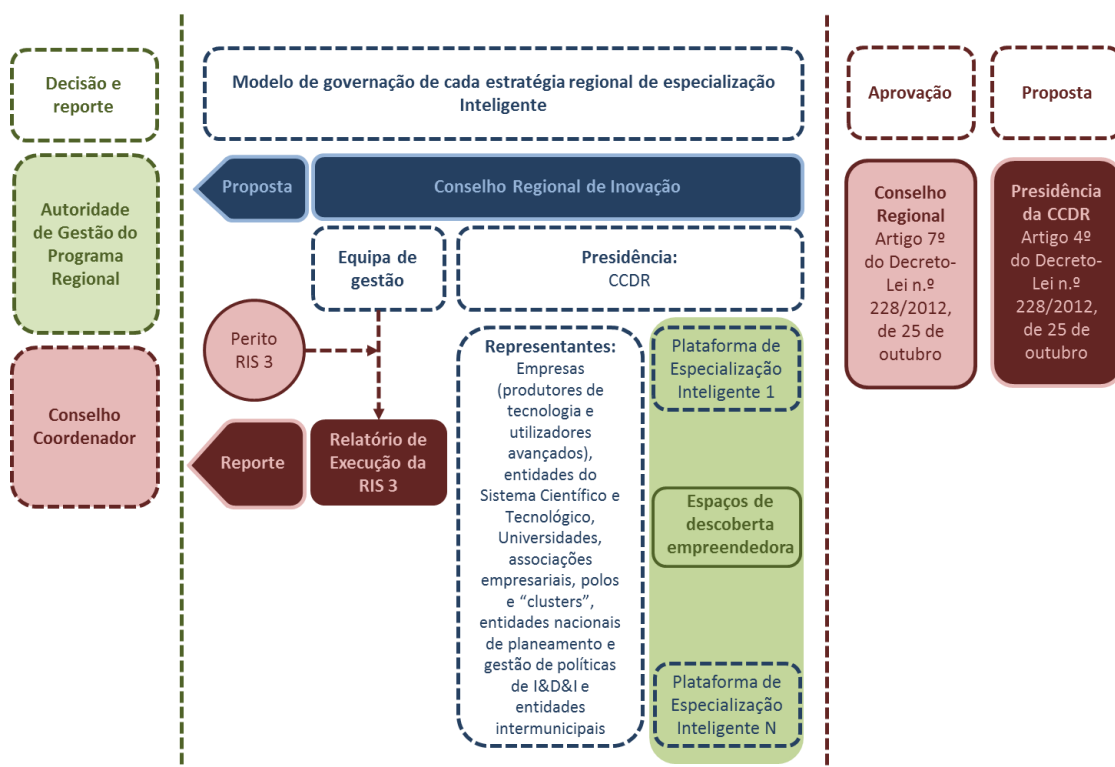 Decisão e
reporte
Autoridade
de Gestão do
Programa
Regional
Conselho
Coordenador
Modelo de governação de cada estratégia regional de especialização
Inteligente
Proposta
Conselho Regional de Inovação
Equipa de
gestão
Presidência:
CCDR
Perito
RIS 3
Reporte
Relatório de
Execução da
RIS 3
Representantes:
Empresas
(produtores de
tecnologia e
utilizadores
avançados),
entidades do
Sistema Científico e
Tecnológico,
Universidades,
associações
empresariais, polos
e “clusters”,
entidades nacionais
de planeamento e
gestão de políticas
de I&D&I e
entidades
intermunicipais
Plataforma de
Especialização
Inteligente 1
Espaços de
descoberta
empreendedora
Plataforma de
Especialização
Inteligente N
Aprovação
Conselho
Regional
Artigo 7º
do Decreto-
Lei n.º
228/2012,
de 25 de
outubro
Proposta
Presidência
da CCDR
Artigo 4º
do Decreto-
Lei n.º
228/2012,
de 25 de
outubro